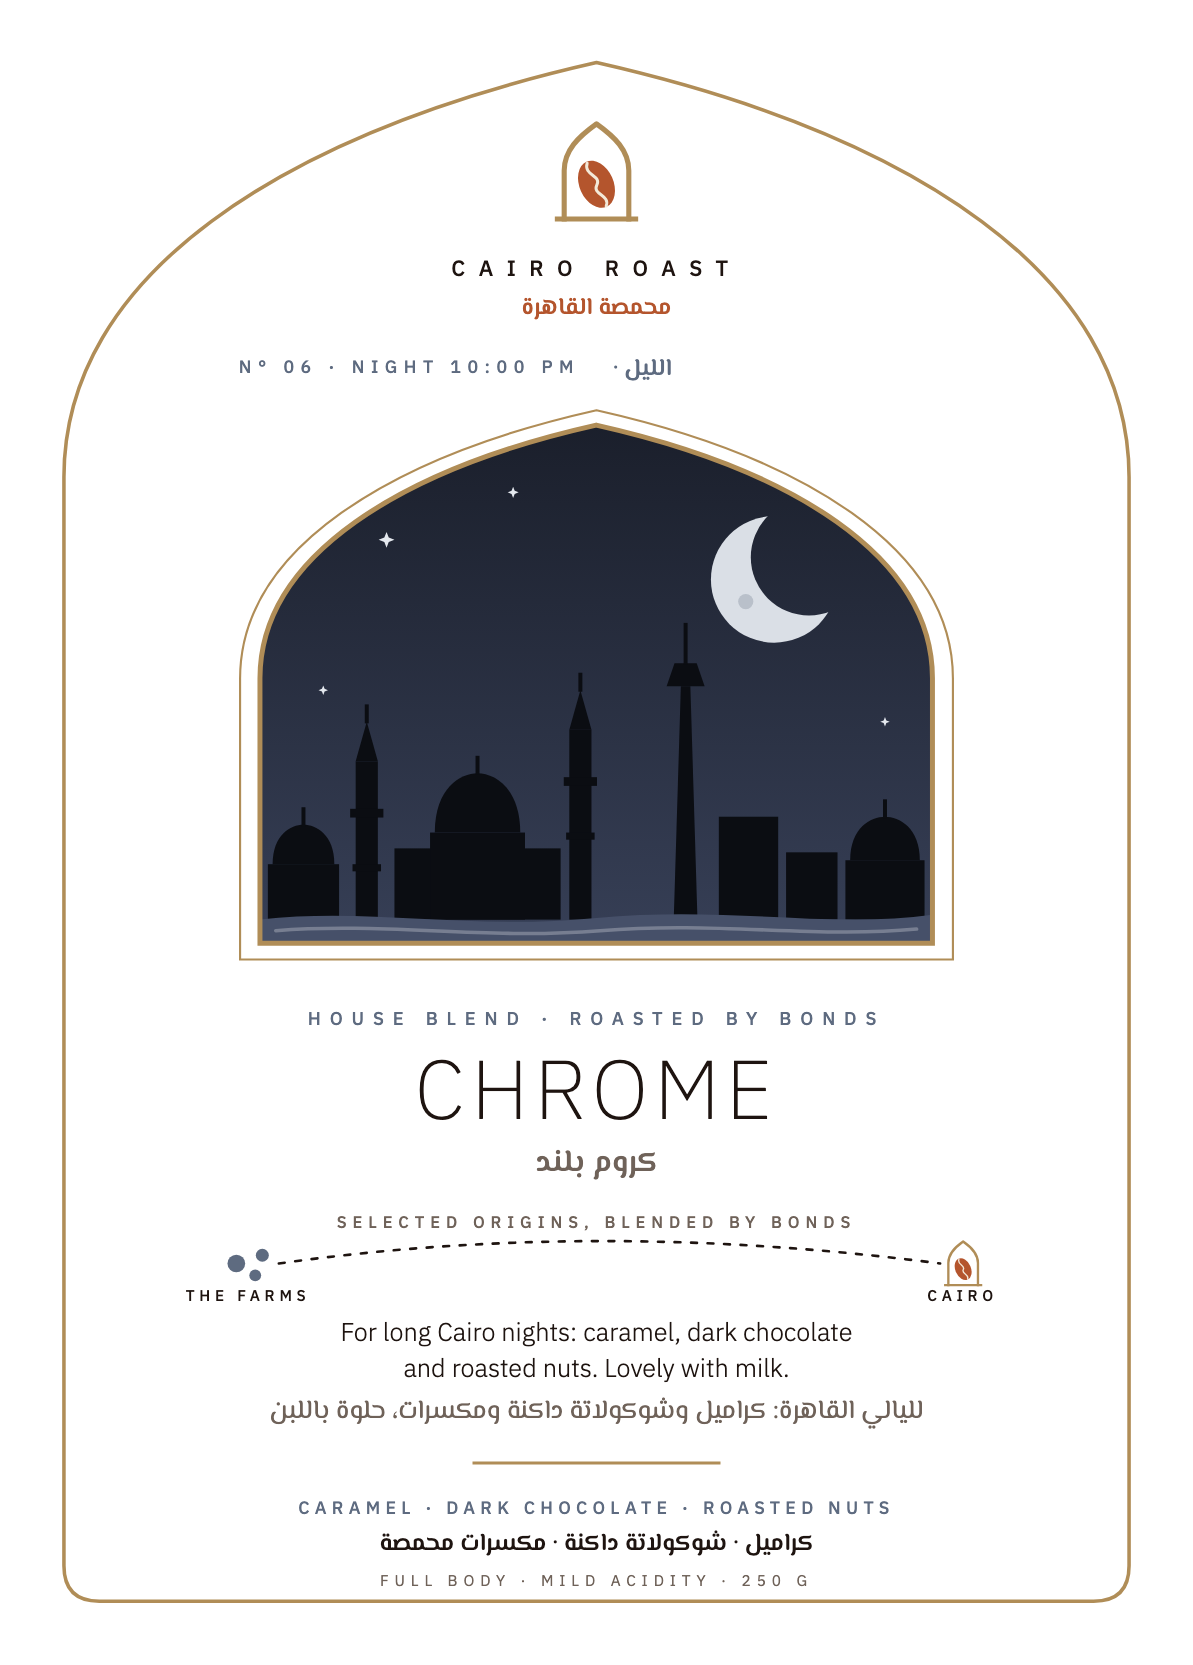 CAIRO ROAST
محمصة القاهرة
N° 06 · NIGHT 10:00 PM · الليل
HOUSE BLEND · ROASTED BY BONDS
CHROME
كروم بلند
SELECTED ORIGINS, BLENDED BY BONDS
THE FARMS
CAIRO
For long Cairo nights: caramel, dark chocolate
and roasted nuts. Lovely with milk.
لليالي القاهرة: كراميل وشوكولاتة داكنة ومكسرات، حلوة باللبن
CARAMEL · DARK CHOCOLATE · ROASTED NUTS
كراميل · شوكولاتة داكنة · مكسرات محمصة
FULL BODY · MILD ACIDITY · 250 G